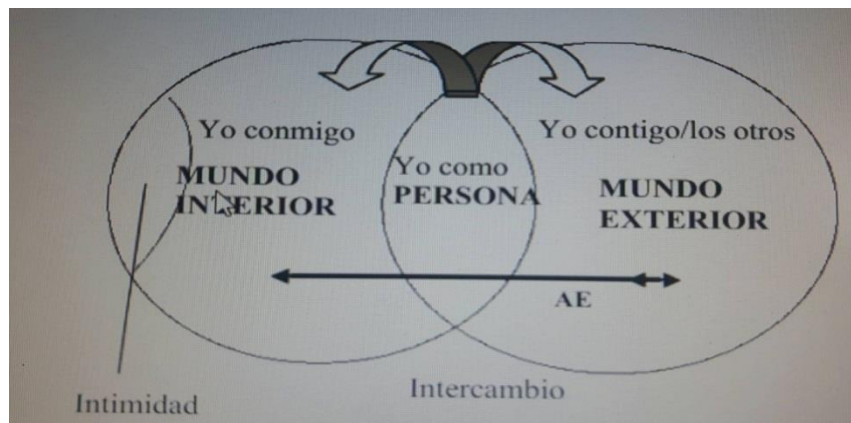 Yo conmigo
MUNDO
INTERIOR
Yo como
PERSONA
Yo contigo/los otros
MUNDO
EXTERIOR
AE
Intimidad
Intercambio